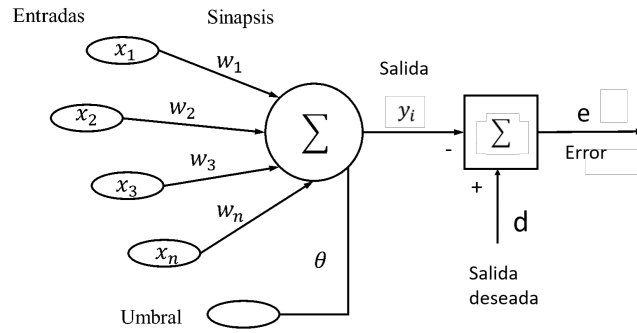 Entradas
Sinapsis
x₁
w₁
x₂
w₂
x₃
w₃
xₙ
wₙ
∑
θ
Umbral
Salida
yᵢ
-
∑
+
d
Salida
deseada
e
Error